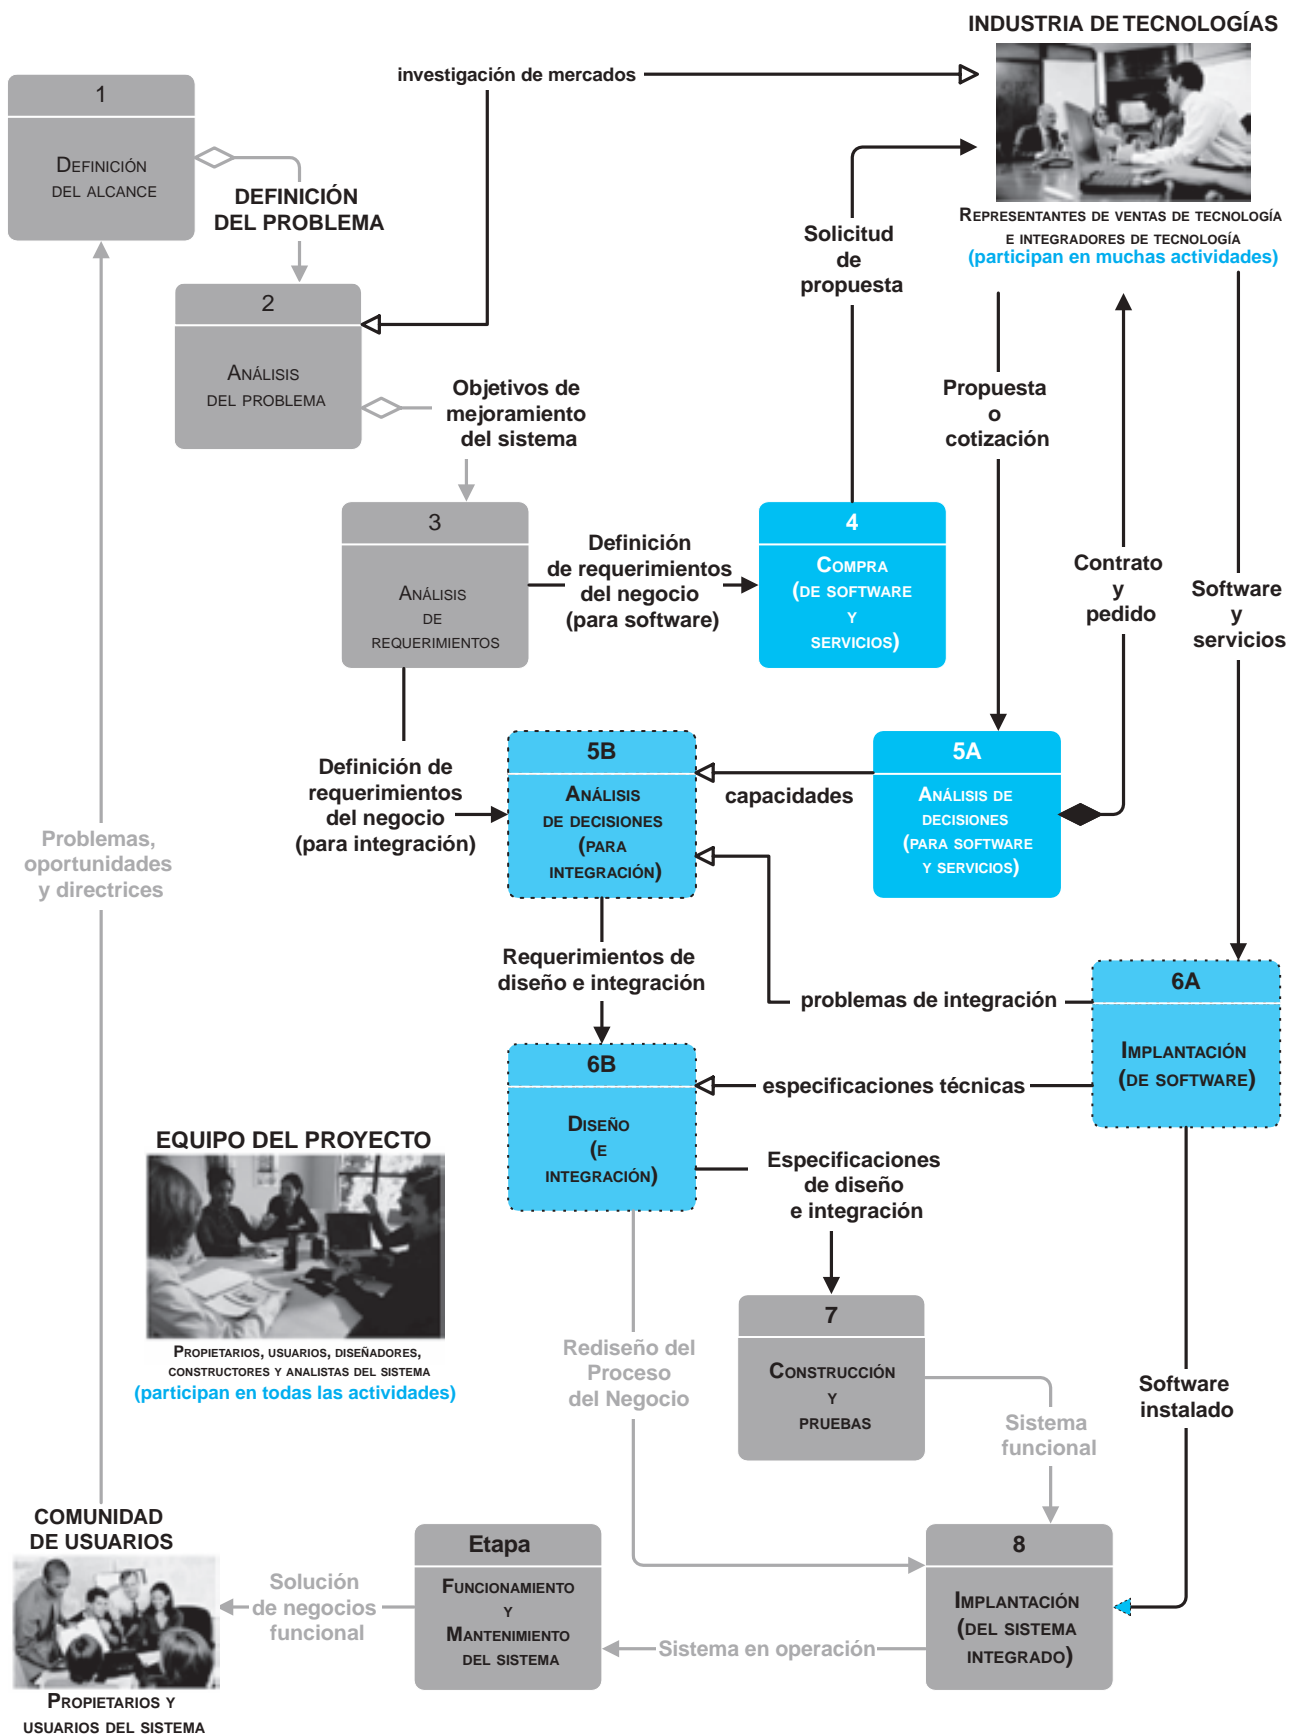 INDUSTRIA DE TECNOLOGÍAS
investigación de mercados
1
DEFINICIÓN
DEL ALCANCE
DEFINICIÓN
DEL PROBLEMA
REPRESENTANTES DE VENTAS DE TECNOLOGÍA
E INTEGRADORES DE TECNOLOGÍA
(participan en muchas actividades)
Solicitud
de
propuesta
2
ANÁLISIS
DEL PROBLEMA
Objetivos de
mejoramiento
del sistema
Propuesta
o
cotización
3
ANÁLISIS
DE
REQUERIMIENTOS
Definición
de requerimientos
del negocio
(para software)
4
COMPRA
(DE SOFTWARE
Y
SERVICIOS)
Contrato
y
pedido
Software
y
servicios
Definición de
requerimientos
del negocio
(para integración)
5B
ANÁLISIS
DE DECISIONES
(PARA
INTEGRACIÓN)
capacidades
5A
ANÁLISIS DE
DECISIONES
(PARA SOFTWARE
Y SERVICIOS)
Problemas,
oportunidades
y directrices
Requerimientos de
diseño e integración
problemas de integración
6A
IMPLANTACIÓN
(DE SOFTWARE)
6B
DISEÑO
(E
INTEGRACIÓN)
especificaciones técnicas
EQUIPO DEL PROYECTO
PROPIETARIOS, USUARIOS, DISEÑADORES,
CONSTRUCTORES Y ANALISTAS DEL SISTEMA
(participan en todas las actividades)
Especificaciones
de diseño
e integración
7
CONSTRUCCIÓN
Y
PRUEBAS
Rediseño del
Proceso
del Negocio
Sistema
funcional
Software
instalado
COMUNIDAD
DE USUARIOS
PROPIETARIOS Y
USUARIOS DEL SISTEMA
Solución
de negocios
funcional
Etapa
FUNCIONAMIENTO
Y
MANTENIMIENTO
DEL SISTEMA
Sistema en operación
8
IMPLANTACIÓN
(DEL SISTEMA
INTEGRADO)